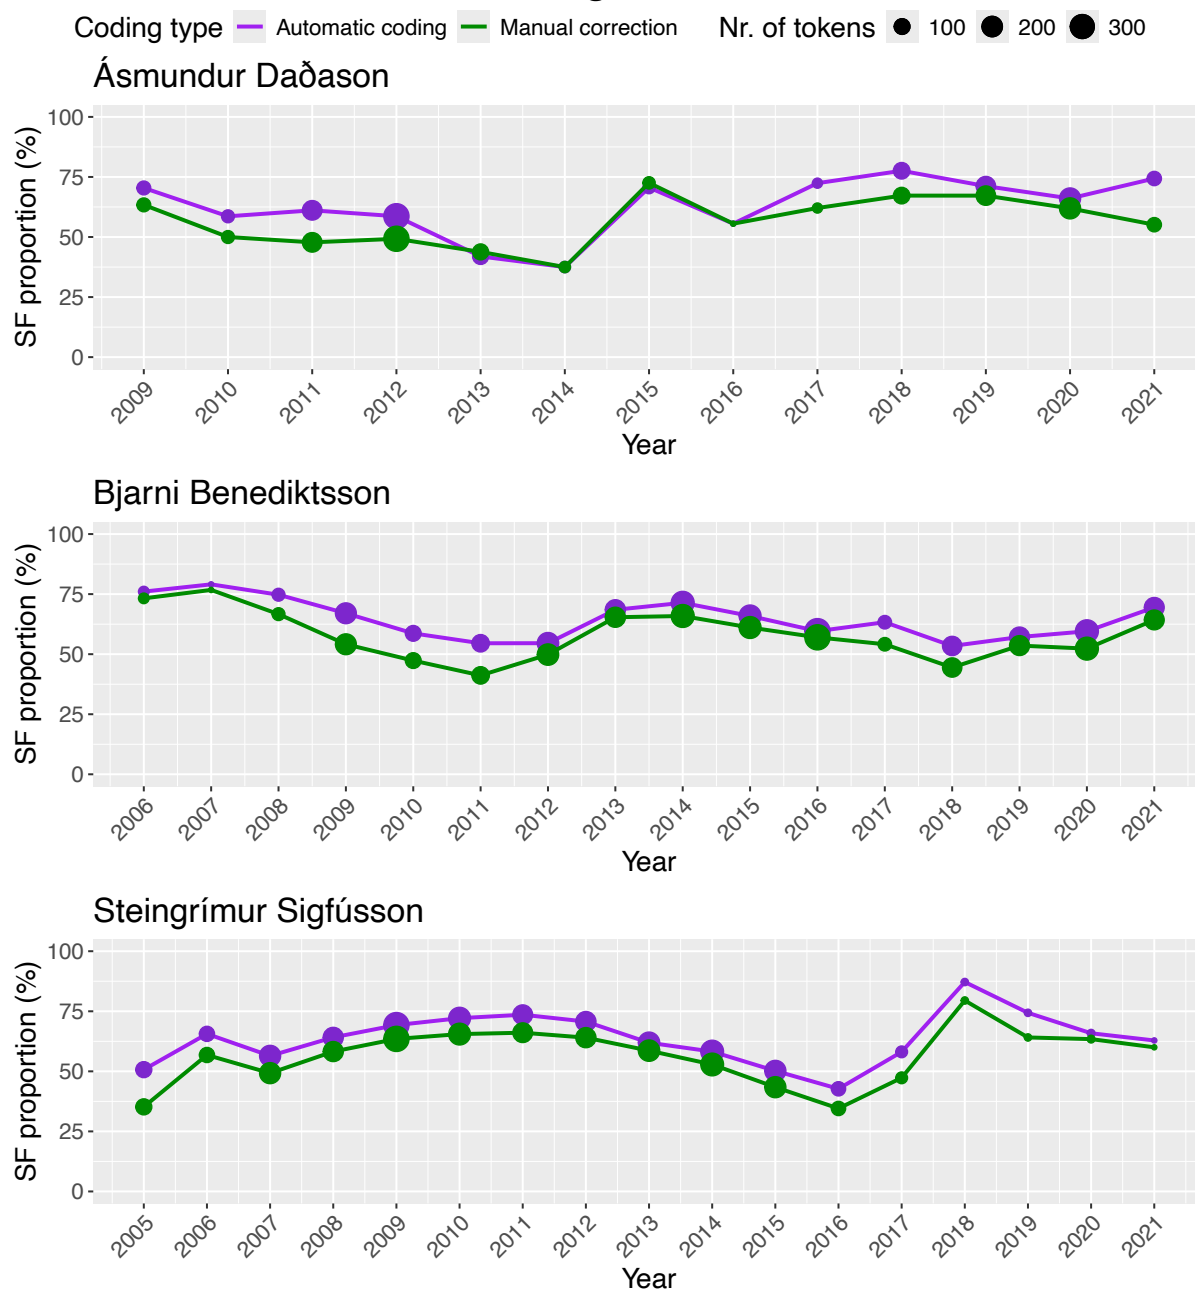 Coding type Automatic coding Manual correction Nr. of tokens 100 200 300
Ásmundur Daðason
SF proportion (%)
100
75
50
25
0
2009 2010 2011 2012 2013 2014 2015 2016 2017 2018 2019 2020 2021
Year
Bjarni Benediktsson
SF proportion (%)
100
75
50
25
0
2006 2007 2008 2009 2010 2011 2012 2013 2014 2015 2016 2017 2018 2019 2020 2021
Year
Steingrímur Sigfússon
SF proportion (%)
100
75
50
25
0
2005 2006 2007 2008 2009 2010 2011 2012 2013 2014 2015 2016 2017 2018 2019 2020 2021
Year